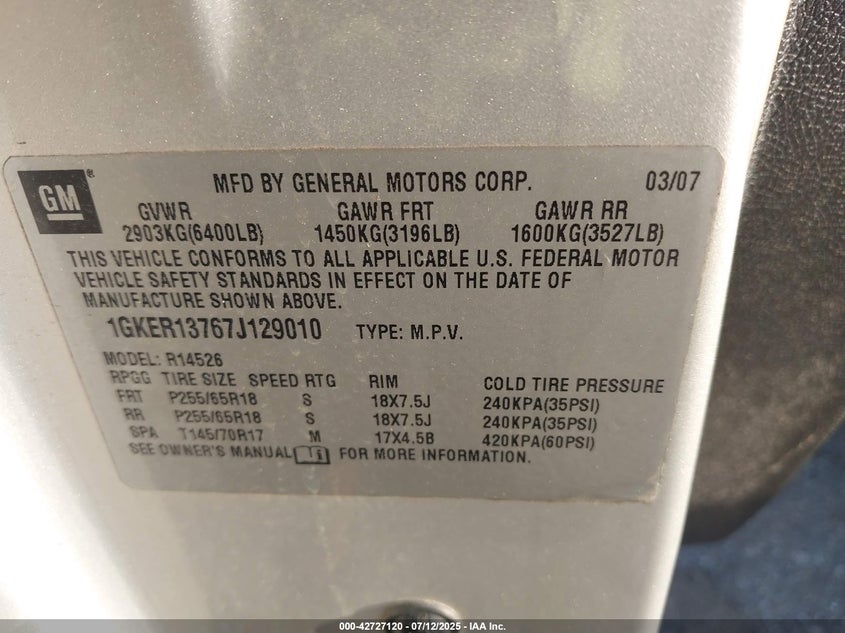 GM ®
MFD BY GENERAL MOTORS CORP. 03/07
GVWR GAWR FRT GAWR RR
2903KG(6400LB) 1450KG(3196LB) 1600KG(3527LB)
THIS VEHICLE CONFORMS TO ALL APPLICABLE U.S. FEDERAL MOTOR
VEHICLE SAFETY STANDARDS IN EFFECT ON THE DATE OF
MANUFACTURE SHOWN ABOVE.
1GKER13767J129010 TYPE: M.P.V.
MODEL: R14526
RPGG TIRE SIZE SPEED RTG RIM COLD TIRE PRESSURE
FRT P255/65R18 S 18X7.5J 240KPA(35PSI)
RR P255/65R18 S 18X7.5J 240KPA(35PSI)
SPA T145/70R17 M 17X4.5B 420KPA(60PSI)
SEE OWNER'S MANUAL i FOR MORE INFORMATION.
000-42727120 - 07/12/2025 - IAA Inc.